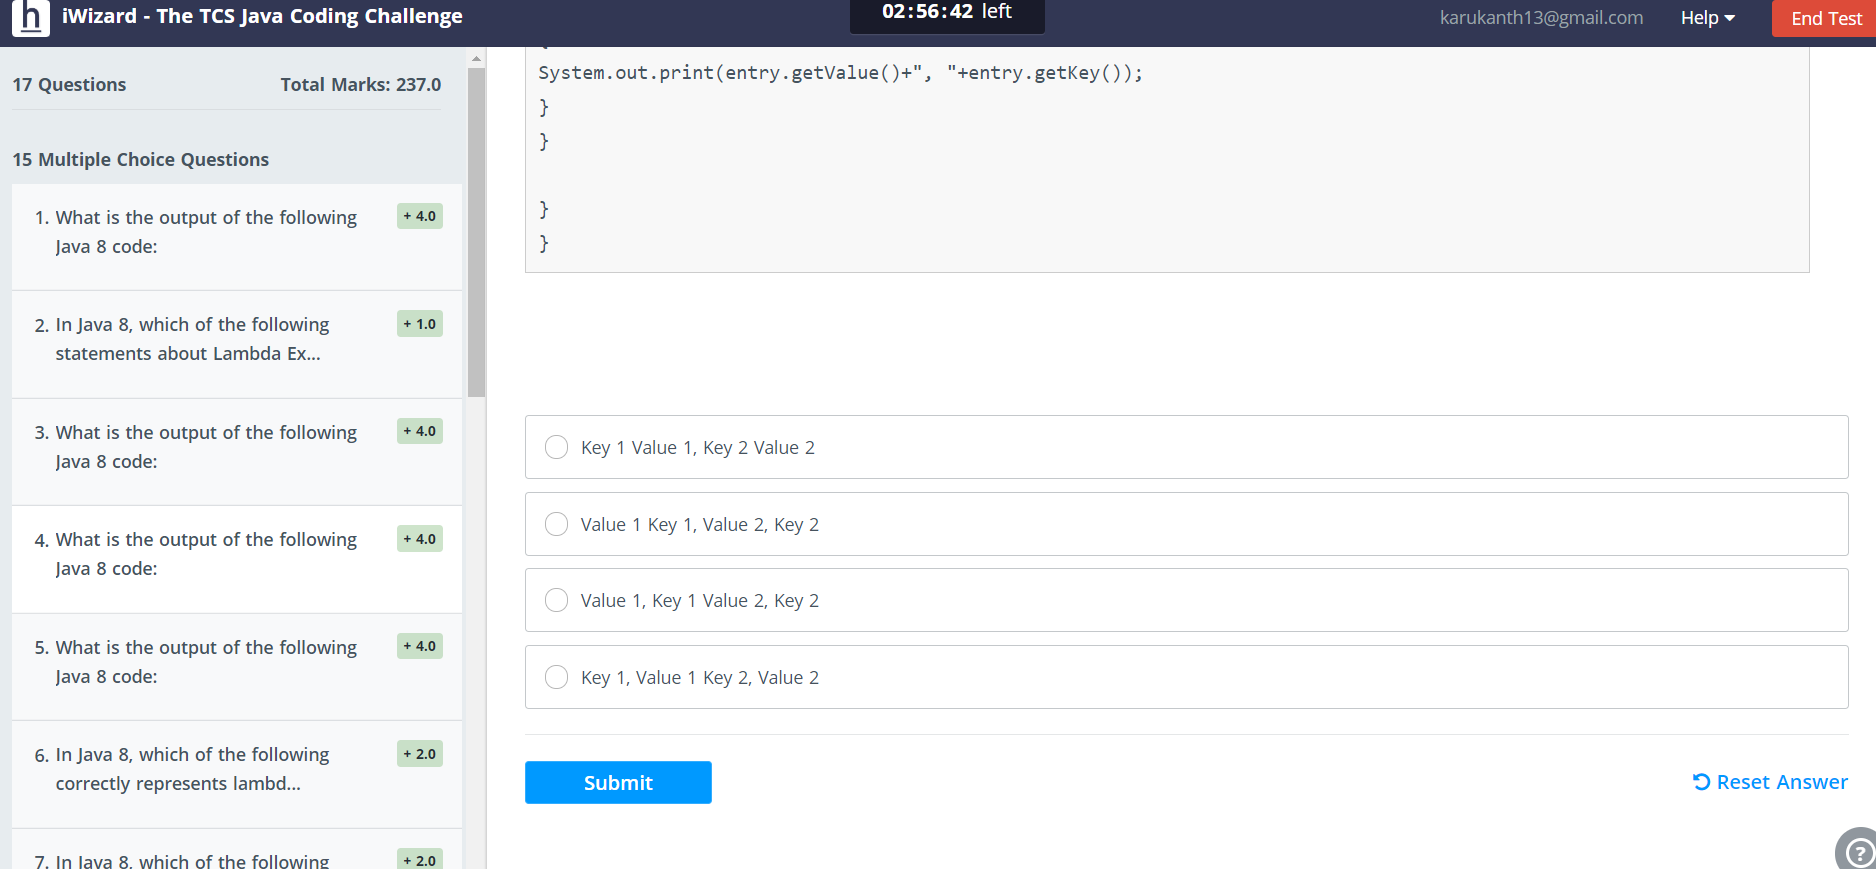 h iWizard - The TCS Java Coding Challenge
02:56:42 left
karukanth13@gmail.com
Help
End Test
17 Questions
Total Marks: 237.0
15 Multiple Choice Questions
1. What is the output of the following + 4.0
Java 8 code:
2. In Java 8, which of the following + 1.0
statements about Lambda Ex...
3. What is the output of the following + 4.0
Java 8 code:
4. What is the output of the following + 4.0
Java 8 code:
5. What is the output of the following + 4.0
Java 8 code:
6. In Java 8, which of the following + 2.0
correctly represents lambd...
7. In Java 8, which of the following + 2.0
System.out.print(entry.getValue()+", "+entry.getKey());
}
}
}
}
Key 1 Value 1, Key 2 Value 2
Value 1 Key 1, Value 2, Key 2
Value 1, Key 1 Value 2, Key 2
Key 1, Value 1 Key 2, Value 2
Submit
Reset Answer
?